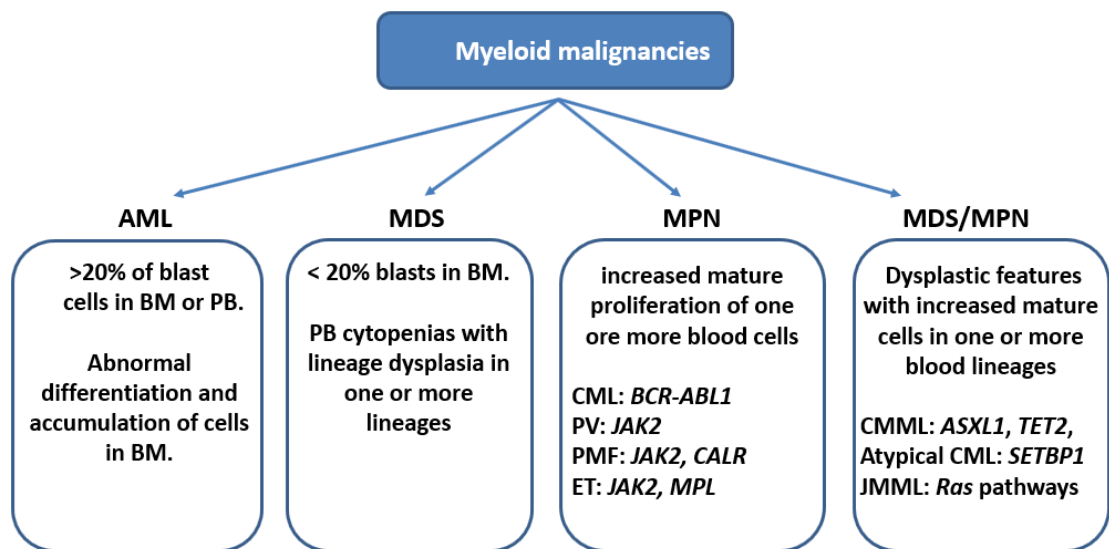 Myeloid malignancies
AML
>20% of blast
cells in BM or PB.
Abnormal
differentiation and
accumulation of cells
in BM.
MDS
< 20% blasts in BM.
PB cytopenias with
lineage dysplasia in
one or more
lineages
MPN
increased mature
proliferation of one
ore more blood cells
CML: BCR-ABL1
PV: JAK2
PMF: JAK2, CALR
ET: JAK2, MPL
MDS/MPN
Dysplastic features
with increased mature
cells in one or more
blood lineages
CMML: ASXL1, TET2,
Atypical CML: SETBP1
JMML: Ras pathways